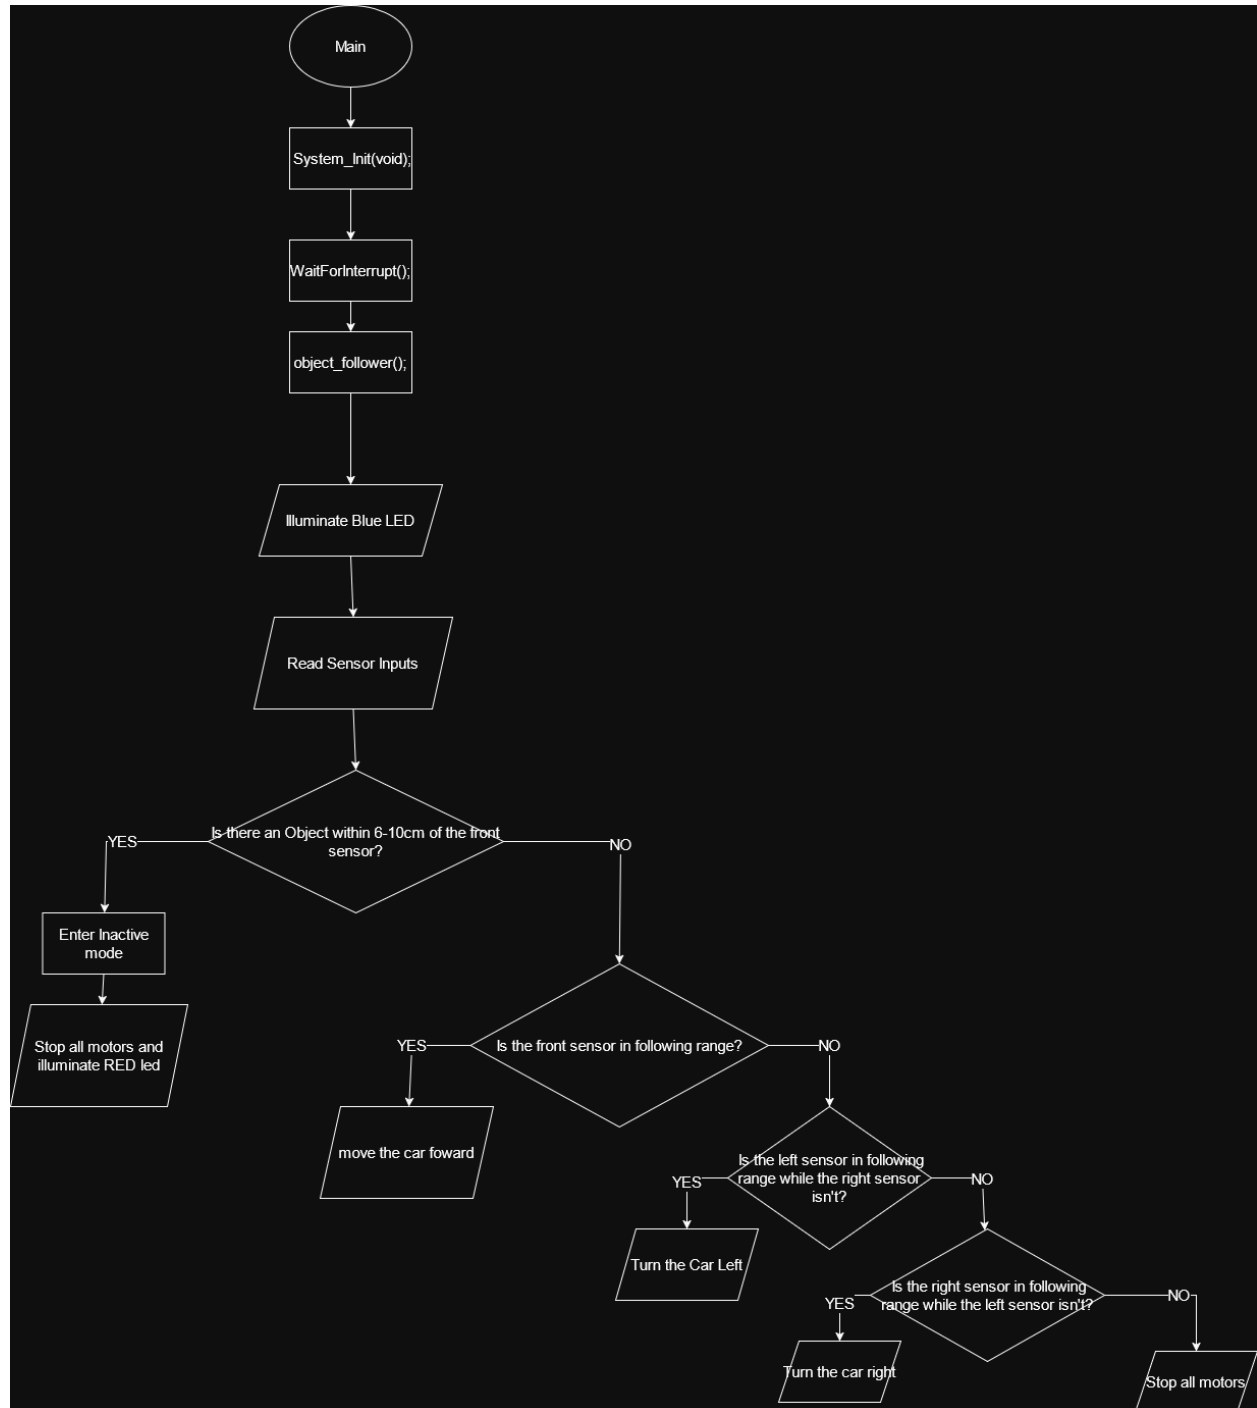 Main
System_Init(void);
WaitForInterrupt();
object_follower();
Illuminate Blue LED
Read Sensor Inputs
Is there an Object within 6-10cm of the front
sensor?
YES
NO
Enter Inactive
mode
Stop all motors and
illuminate RED led
Is the front sensor in following range?
YES
NO
move the car foward
Is the left sensor in following
range while the right sensor
isn't?
YES
NO
Turn the Car Left
Is the right sensor in following
range while the left sensor isn't?
YES
NO
Turn the car right
Stop all motors